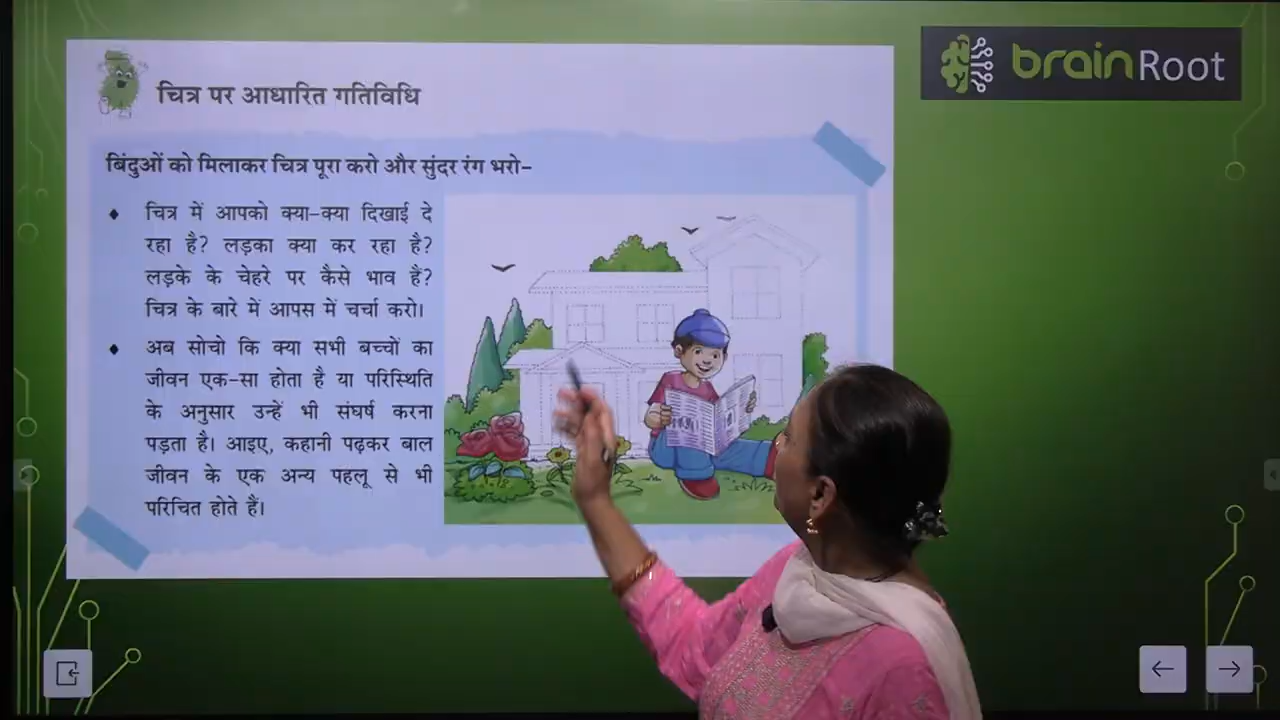 brainRoot
चित्र पर आधारित गतिविधि
बिंदुओं को मिलाकर चित्र पूरा करो और सुंदर रंग भरो–
♦ चित्र में आपको क्या-क्या दिखाई दे
रहा है? लड़का क्या कर रहा है?
लड़के के चेहरे पर कैसे भाव हैं?
चित्र के बारे में आपस में चर्चा करो।
♦ अब सोचो कि क्या सभी बच्चों का
जीवन एक-सा होता है या परिस्थिति
के अनुसार उन्हें भी संघर्ष करना
पड़ता है। आइए, कहानी पढ़कर बाल
जीवन के एक अन्य पहलू से भी
परिचित होते हैं।